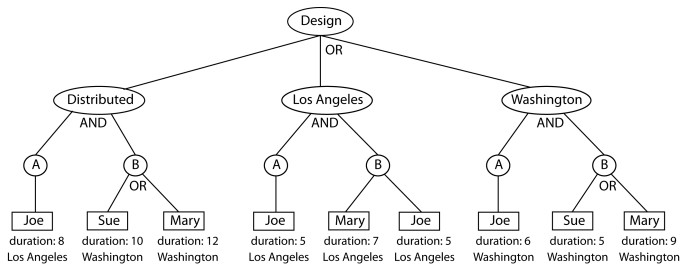 Design
OR
Distributed Los Angeles Washington
AND AND AND
A B A B A B
OR OR
Joe Sue Mary Joe Mary Joe Joe Sue Mary
duration: 8 duration: 10 duration: 12 duration: 5 duration: 7 duration: 5 duration: 6 duration: 5 duration: 9
Los Angeles Washington Washington Los Angeles Los Angeles Los Angeles Washington Washington Washington